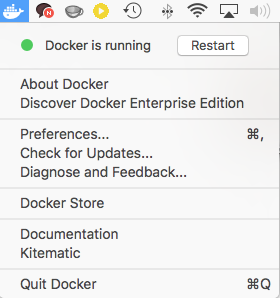 Docker is running Restart
About Docker
Discover Docker Enterprise Edition
Preferences... ⌘,
Check for Updates...
Diagnose and Feedback...
Docker Store
Documentation
Kitematic
Quit Docker ⌘Q